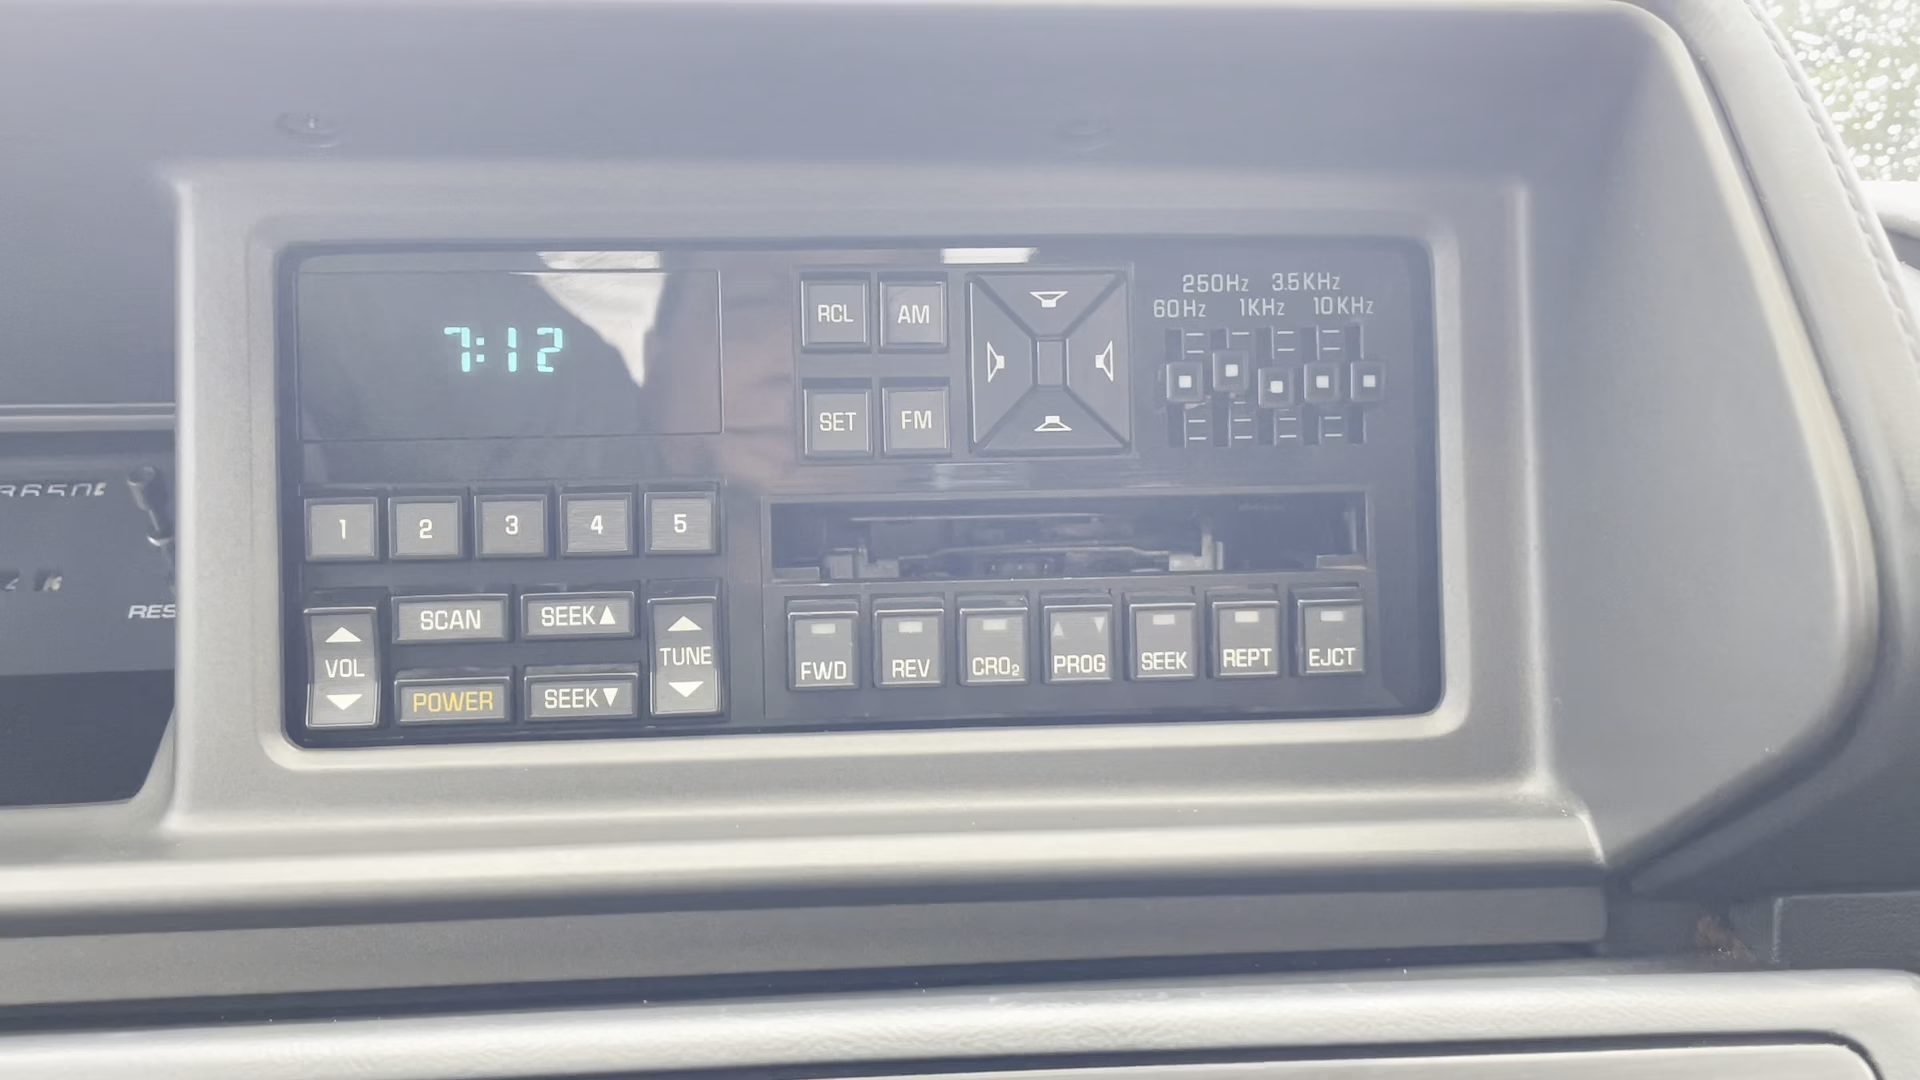 7:12
RCL AM
SET FM
250Hz 3.5KHz
60Hz 1KHz 10KHz
1 2 3 4 5
SCAN SEEK▲
VOL TUNE
POWER SEEK▼
FWD REV CRO₂ PROG SEEK REPT EJCT
RES